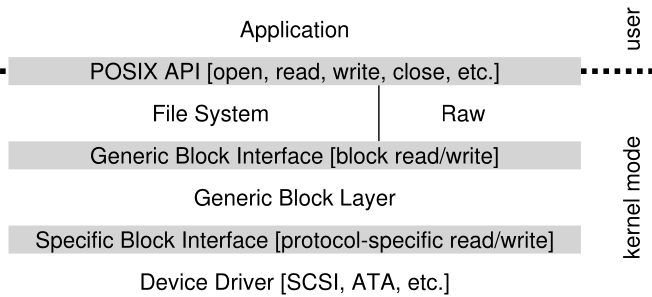 Application
POSIX API [open, read, write, close, etc.]
File System
Raw
Generic Block Interface [block read/write]
Generic Block Layer
Specific Block Interface [protocol-specific read/write]
Device Driver [SCSI, ATA, etc.]
user
kernel mode